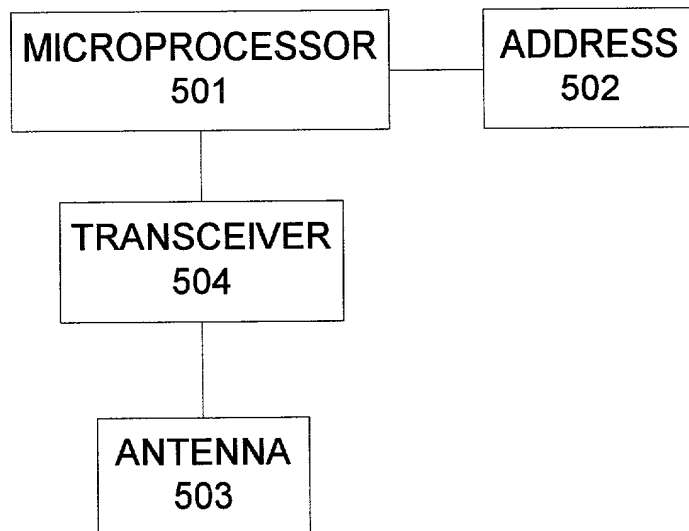 MICROPROCESSOR
501
ADDRESS
502
TRANSCEIVER
504
ANTENNA
503